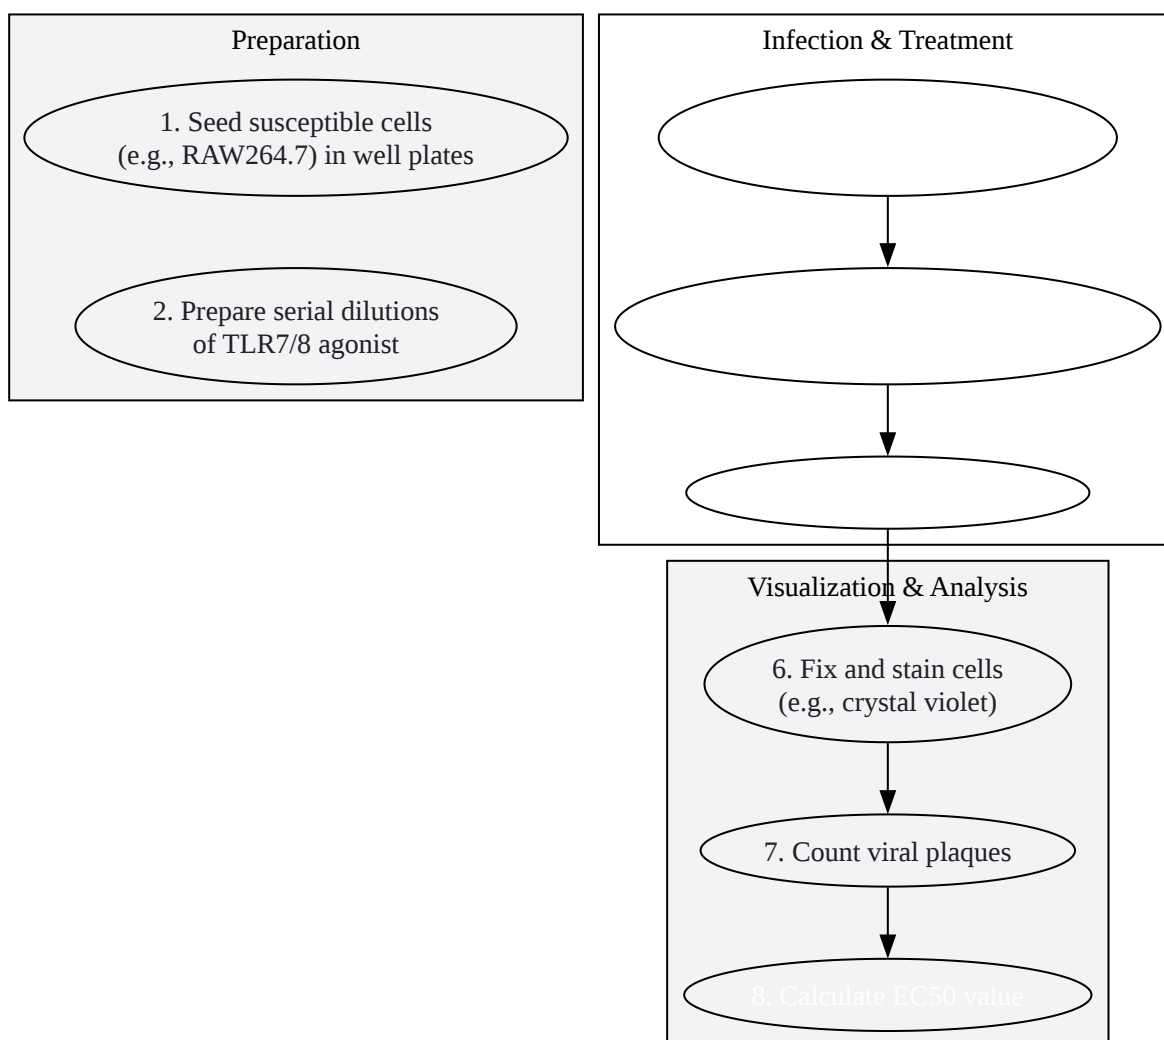 Preparation
1. Seed susceptible cells
(e.g., RAW264.7) in well plates
2. Prepare serial dilutions
of TLR7/8 agonist
Infection & Treatment
Visualization & Analysis
6. Fix and stain cells
(e.g., crystal violet)
7. Count viral plaques
8. Calculate EC50 value